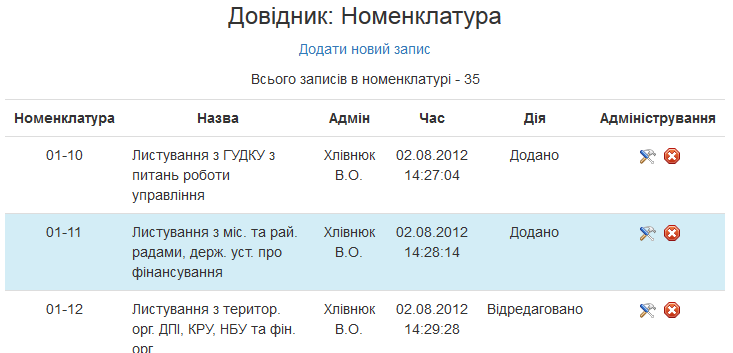 Довідник: Номенклатура
Додати новий запис
Всього записів в номенклатурі - 35
Номенклатура Назва Адмін Час Дія Адміністрування
01-10 Листування з ГУДКУ з Хлівнюк 02.08.2012 Додано
питань роботи В.О. 14:27:04
управління
01-11 Листування з міс. та рай. Хлівнюк 02.08.2012 Додано
радами, держ. уст. про В.О. 14:28:14
фінансування
01-12 Листування з територ. Хлівнюк 02.08.2012 Відредаговано
орг. ДПІ, КРУ, НБУ та фін. В.О. 14:29:28
орг